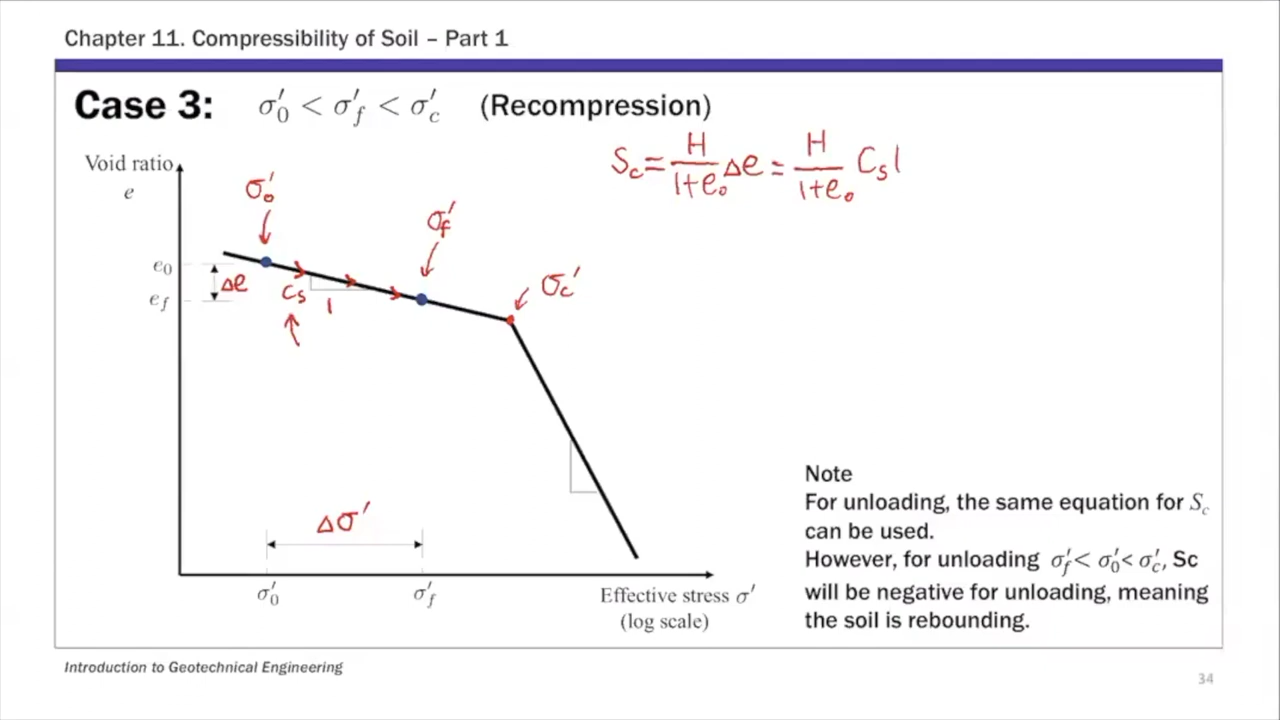 Chapter 11. Compressibility of Soil – Part 1
Case 3: σ′₀ < σ′f < σ′c (Recompression)
Sc = H/(1+e₀) Δe = H/(1+e₀) Cs l
Void ratio
e
σ₀′
σf′
σc′
e₀
ef
Δe
Cs
1
Δσ′
σ′₀
σ′f
Effective stress σ′
(log scale)
Note
For unloading, the same equation for Sc
can be used.
However, for unloading σ′f< σ′₀< σ′c, Sc
will be negative for unloading, meaning
the soil is rebounding.
Introduction to Geotechnical Engineering
34